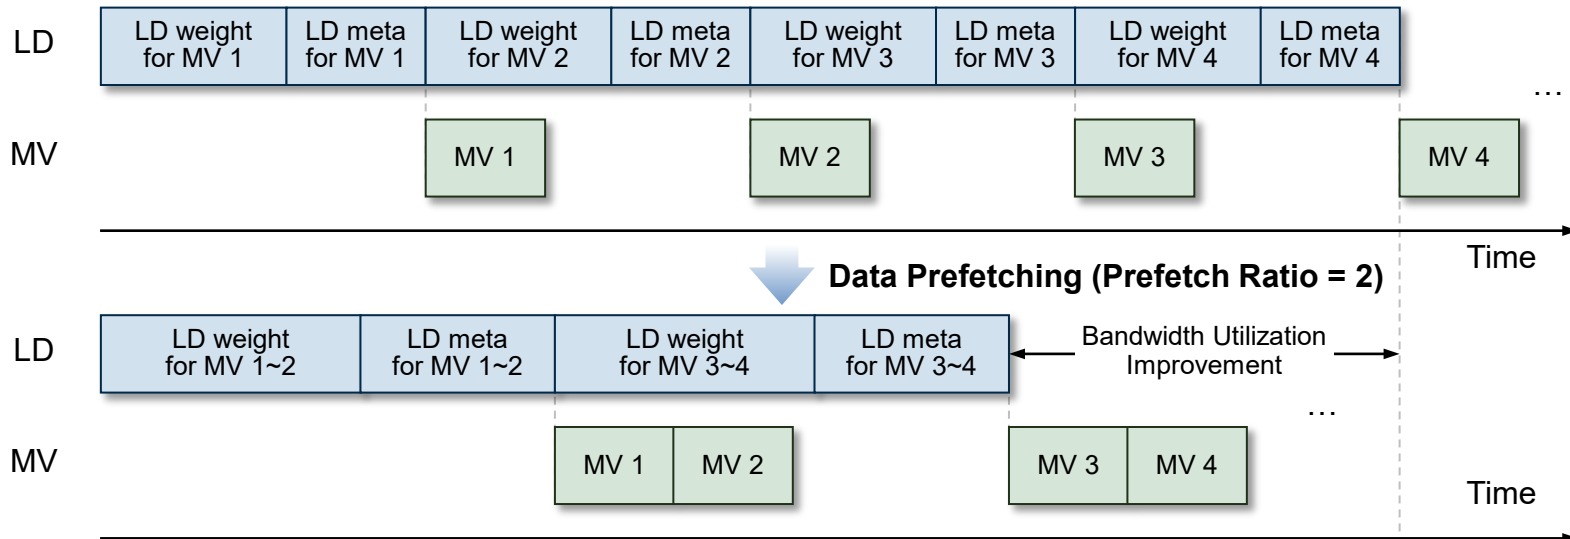 LD
LD weight
for MV 1
LD meta
for MV 1
LD weight
for MV 2
LD meta
for MV 2
LD weight
for MV 3
LD meta
for MV 3
LD weight
for MV 4
LD meta
for MV 4
...
MV
MV 1
MV 2
MV 3
MV 4
Time
Data Prefetching (Prefetch Ratio = 2)
LD
LD weight
for MV 1~2
LD meta
for MV 1~2
LD weight
for MV 3~4
LD meta
for MV 3~4
Bandwidth Utilization
Improvement
...
MV
MV 1
MV 2
MV 3
MV 4
Time